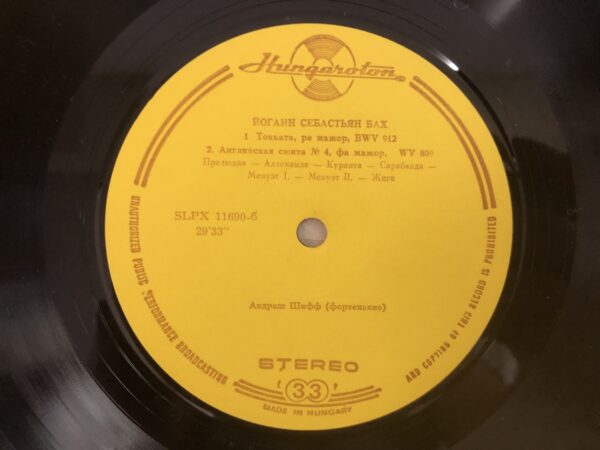 Hungaroton
ЙОГАНН СЕБАСТЬЯН БАХ
1. Токката, ре мажор, BWV 912
2. Английская сюита № 4, фа мажор, WV 809
Прелюдия — Аллеманда — Куранта — Сарабанда —
Менуэт I. — Менуэт II. — Жига
SLPX 11690-б
29'33"
Андраш Шифф (фортепьяно)
STEREO
33
MADE IN HUNGARY
UNAUTHORIZED PUBLIC PERFORMANCE BROADCASTING
AND COPYING OF THIS RECORD IS PROHIBITED